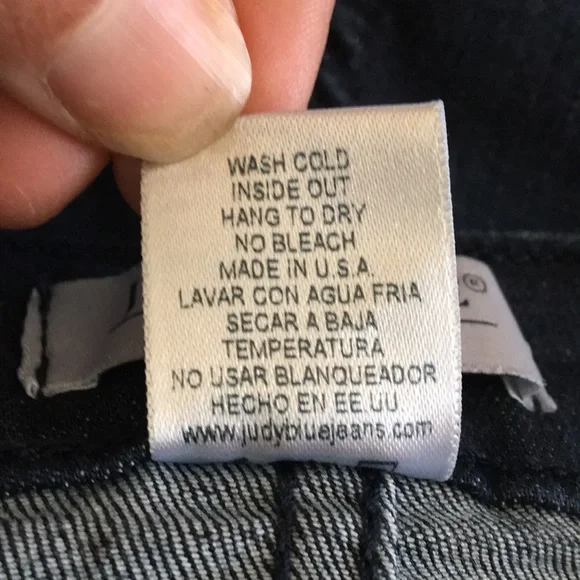 WASH COLD
INSIDE OUT
HANG TO DRY
NO BLEACH
MADE IN U.S.A.
LAVAR CON AGUA FRIA
SECAR A BAJA
TEMPERATURA
NO USAR BLANQUEADOR
HECHO EN EE.UU
www.judybluejeans.com
®